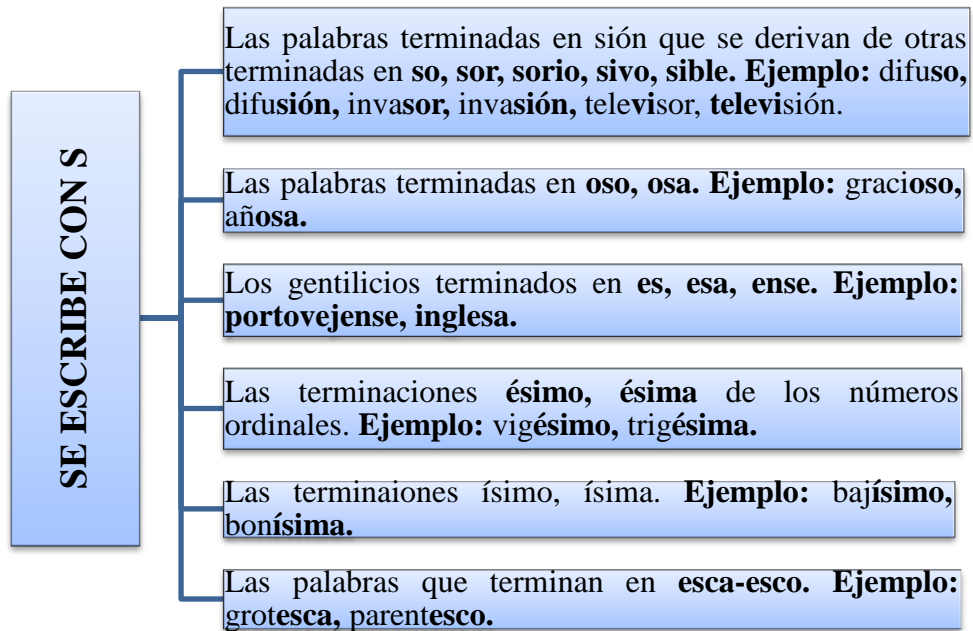 SE ESCRIBE CON S
Las palabras terminadas en sión que se derivan de otras
terminadas en so, sor, sorio, sivo, sible. Ejemplo: difuso,
difusión, invasor, invasión, televisor, televisión.
Las palabras terminadas en oso, osa. Ejemplo: gracioso,
añosa.
Los gentilicios terminados en es, esa, ense. Ejemplo:
portovejense, inglesa.
Las terminaciones ésimo, ésima de los números
ordinales. Ejemplo: vigésimo, trigésima.
Las terminaiones ísimo, ísima. Ejemplo: bajísimo,
bonísima.
Las palabras que terminan en esca-esco. Ejemplo:
grotesca, parentesco.